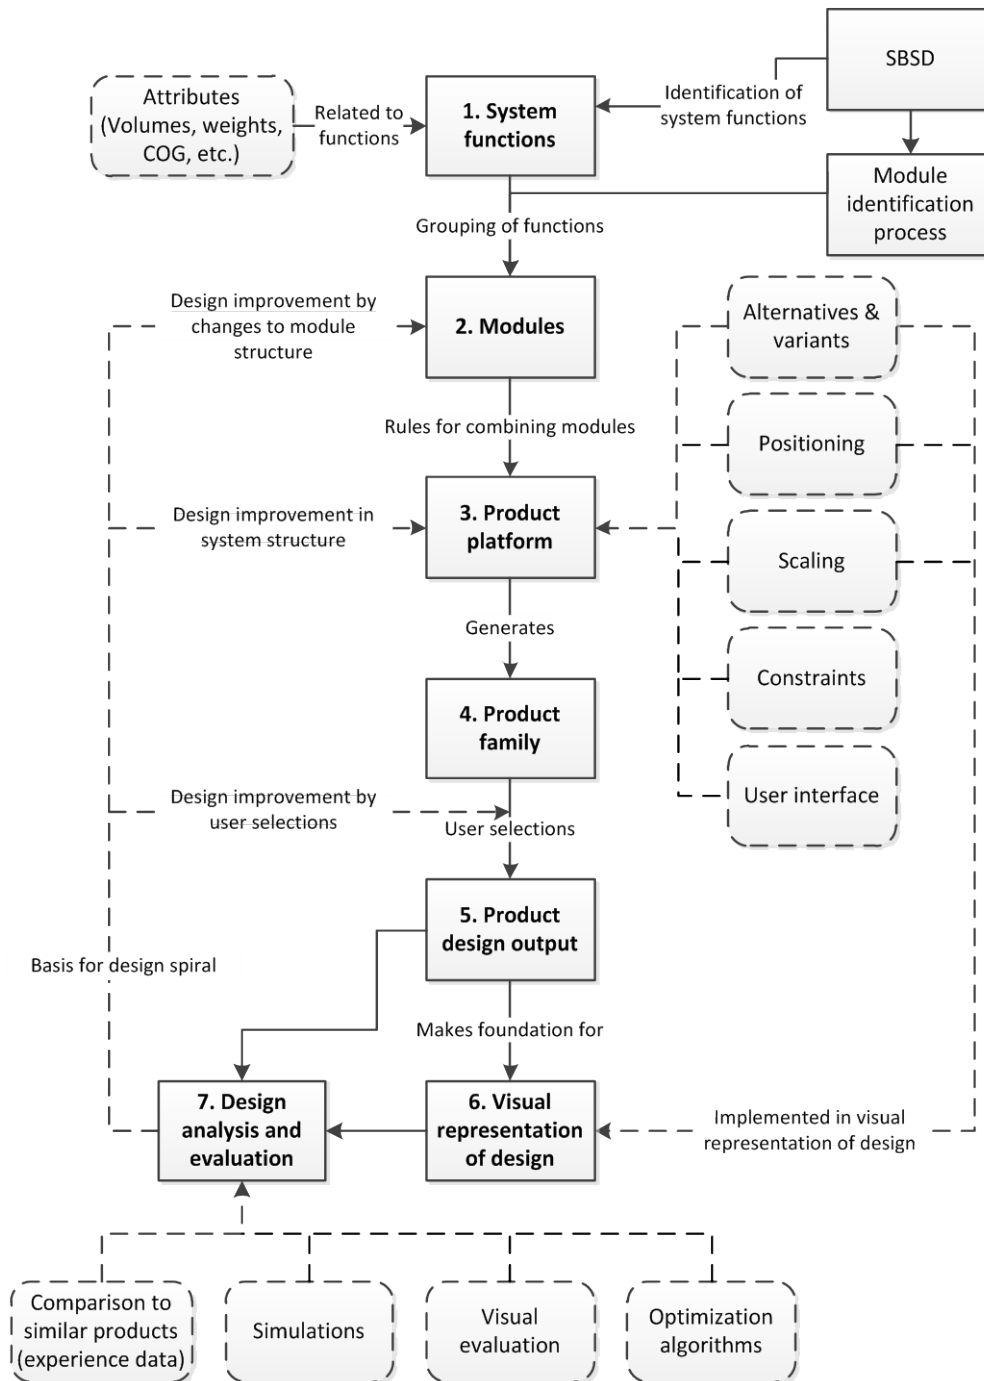 SBSD
Attributes
(Volumes, weights,
COG, etc.)
Related to
functions
1. System
functions
Identification of
system functions
Module
identification
process
Grouping of functions
Design improvement by
changes to module
structure
2. Modules
Alternatives &
variants
Rules for combining modules
Positioning
Design improvement in
system structure
3. Product
platform
Scaling
Generates
Constraints
4. Product
family
User interface
Design improvement by
user selections
User selections
5. Product
design output
Basis for design spiral
Makes foundation for
7. Design
analysis and
evaluation
6. Visual
representation
of design
Implemented in visual
representation of design
Comparison to
similar products
(experience data)
Simulations
Visual
evaluation
Optimization
algorithms